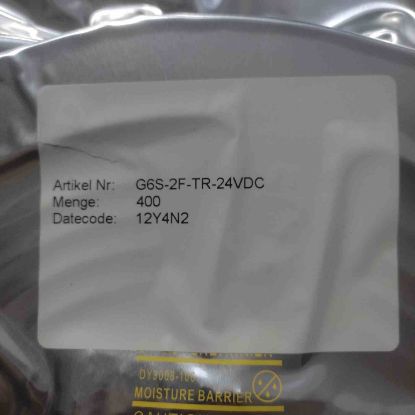 Artikel Nr: G6S-2F-TR-24VDC
Menge: 400
Datecode: 12Y4N2
MOISTURE BARRIER